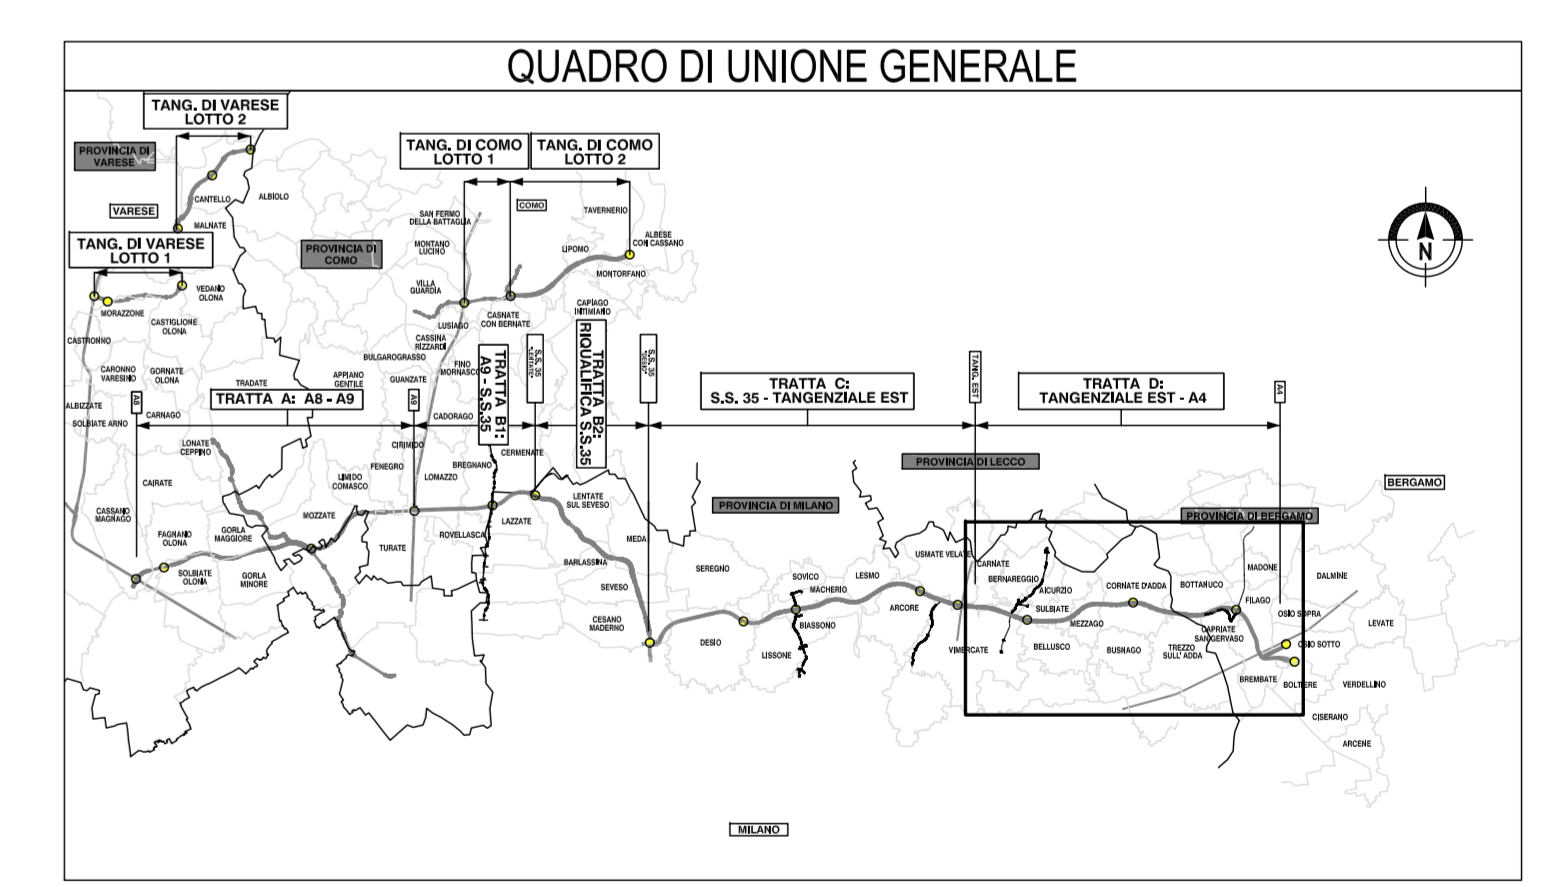 QUADRO DI UNIONE GENERALE
TANG. DI VARESE
LOTTO 2
PROVINCIA DI
VARESE
TANG. DI COMO
LOTTO 1
TANG. DI COMO
LOTTO 2
CANTELLO
ALBIOLO
VARESE
MALNATE
COMO
TAVERNERIO
SAN FERMO
DELLA BATTAGLIA
TANG. DI VARESE
LOTTO 1
PROVINCIA DI
COMO
MONTANO
LUCINO
LIPOMO
ALBESE
CON CASSANO
N
MONTORFANO
VEDANO
OLONA
VILLA
GUARDIA
MORAZZONE
CASTIGLIONE
OLONA
LUSIAGO
CASNATE
CON BERNATE
CAPIAGO
INTIMIANO
CASTRONNO
CASSINA
RIZZARDI
BULGAROGRASSO
FINO
MORNASCO
CARONNO
VARESINO
GORNATE
OLONA
TRADATE
APPIANO
GENTILE
GUANZATE
TRATTA B1:
A9 - S.S.35
S.S. 35
"LENTATE"
TRATTA B2:
RIQUALIFICA S.S.35
S.S. 35
"DESIO"
TANG. EST
A4
TRATTA C:
S.S. 35 - TANGENZIALE EST
TRATTA D:
TANGENZIALE EST - A4
A8
TRATTA A: A8 - A9
A9
ALBIZZATE
CARNAGO
SOLBIATE ARNO
CADORAGO
LONATE
CEPPINO
CIRIMIDO
CERMENATE
FENEGRO
BREGNANO
LOMAZZO
PROVINCIA DI LECCO
CAIRATE
LIMIDO
COMASCO
BERGAMO
LENTATE
SUL SEVESO
PROVINCIA DI MILANO
CASSANO
MAGNAGO
MOZZATE
LAZZATE
PROVINCIA DI BERGAMO
FAGNANO
OLONA
GORLA
MAGGIORE
TURATE
ROVELLASCA
MEDA
USMATE VELATE
SOLBIATE
OLONA
GORLA
MINORE
BARLASSINA
SEREGNO
CARNATE
MADONE
DALMINE
SEVESO
SOVICO
MACHERIO
LESMO
BERNAREGGIO
AICURZIO
CORNATE D'ADDA
BOTTANUCO
CESANO
MADERNO
ARCORE
SULBIATE
FILAGO
OSIO SOPRA
BIASSONO
MEZZAGO
CAPRIATE
SANGERVASO
LEVATE
DESIO
LISSONE
VIMERCATE
BELLUSCO
BUSNAGO
TREZZO
SULL' ADDA
OSIO SOTTO
BREMBATE
BOLTIERE
VERDELLINO
CISERANO
ARCENE
MILANO